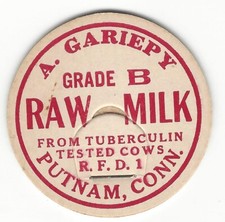 A. GARIEPY
GRADE B
RAW MILK
FROM TUBERCULIN
TESTED COWS
R. F. D. 1
PUTNAM, CONN.